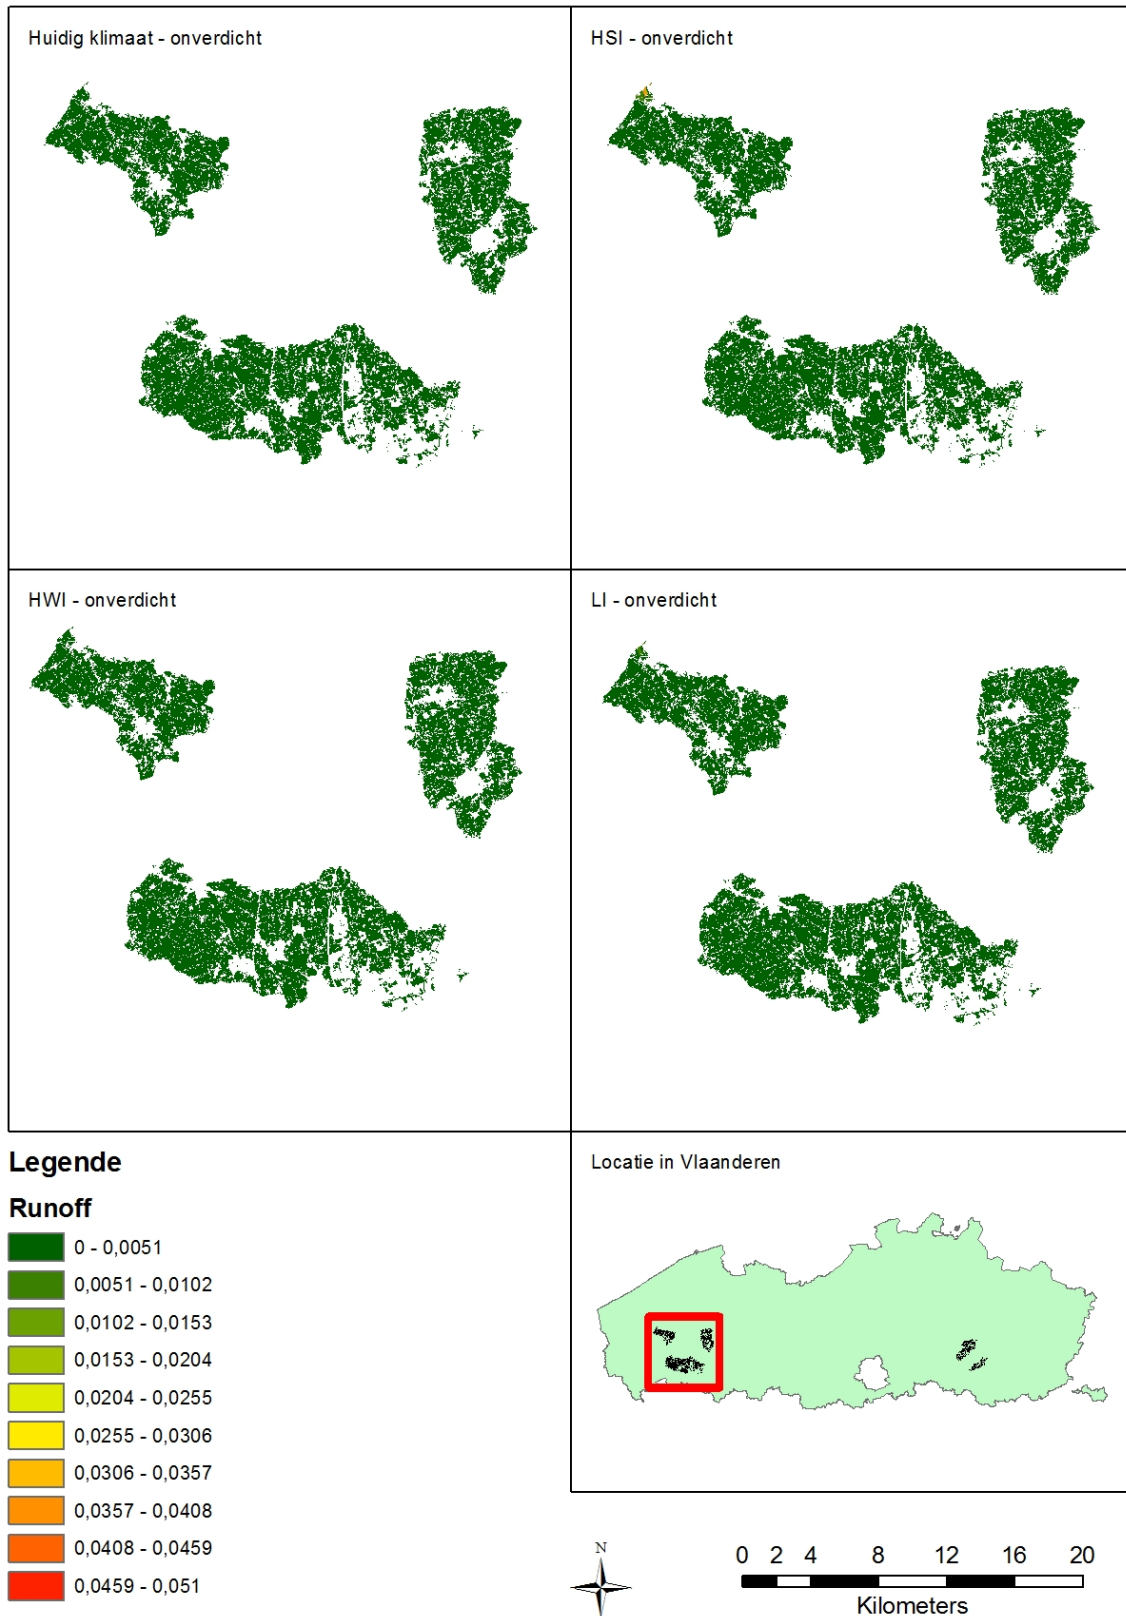 Huidig klimaat - onverdicht
HSI - onverdicht
HWI - onverdicht
LI - onverdicht
Legende
Runoff
0 - 0,0051
0,0051 - 0,0102
0,0102 - 0,0153
0,0153 - 0,0204
0,0204 - 0,0255
0,0255 - 0,0306
0,0306 - 0,0357
0,0357 - 0,0408
0,0408 - 0,0459
0,0459 - 0,051
Locatie in Vlaanderen
N
0 2 4 8 12 16 20
Kilometers